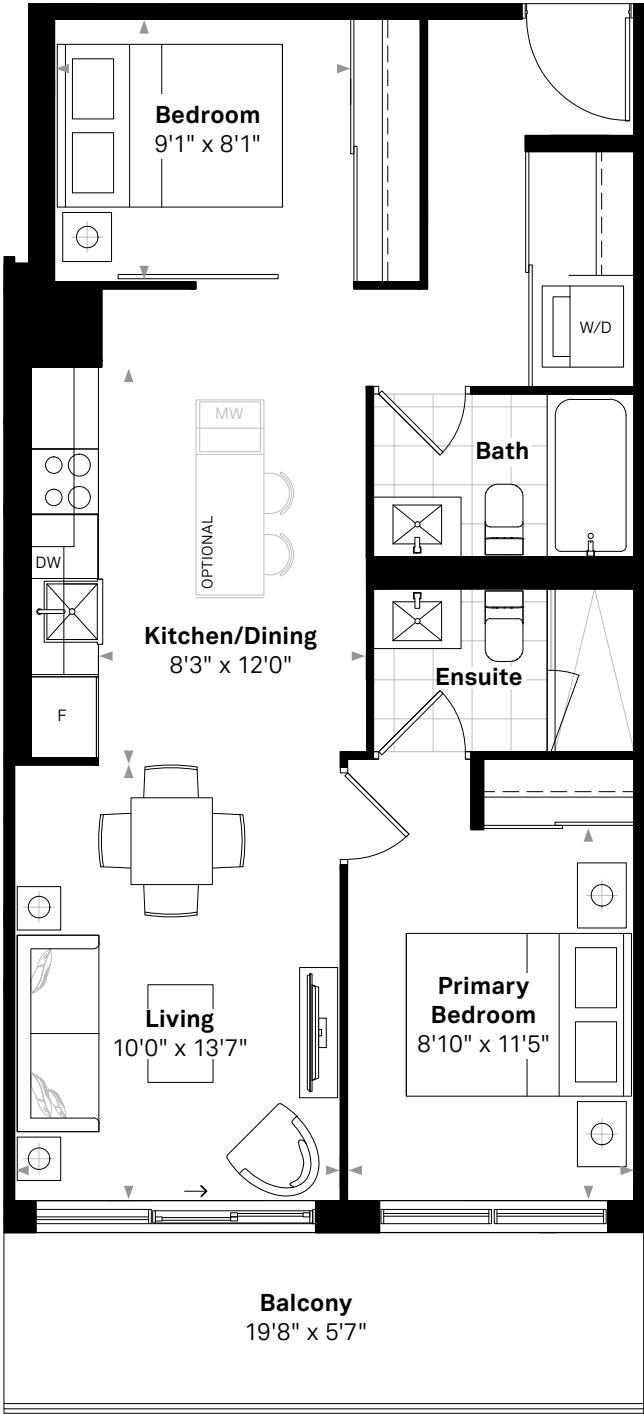 Bedroom
9'1" x 8'1"
W/D
MW
Bath
OPTIONAL
DW
Kitchen/Dining
8'3" x 12'0"
Ensuite
F
Primary
Bedroom
8'10" x 11'5"
Living
10'0" x 13'7"
Balcony
19'8" x 5'7"